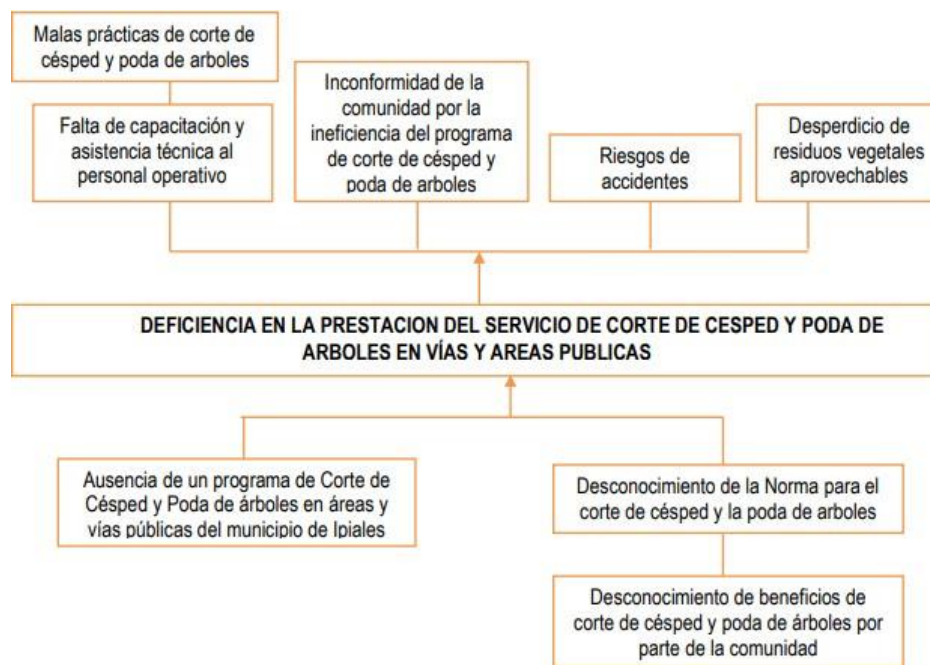 Malas prácticas de corte de
césped y poda de arboles
Falta de capacitación y
asistencia técnica al
personal operativo
Inconformidad de la
comunidad por la
ineficiencia del programa
de corte de césped y
poda de arboles
Riesgos de
accidentes
Desperdicio de
residuos vegetales
aprovechables
DEFICIENCIA EN LA PRESTACION DEL SERVICIO DE CORTE DE CESPED Y PODA DE
ARBOLES EN VÍAS Y AREAS PUBLICAS
Ausencia de un programa de Corte de
Césped y Poda de árboles en áreas y
vías públicas del municipio de Ipiales
Desconocimiento de la Norma para el
corte de césped y la poda de arboles
Desconocimiento de beneficios de
corte de césped y poda de árboles por
parte de la comunidad